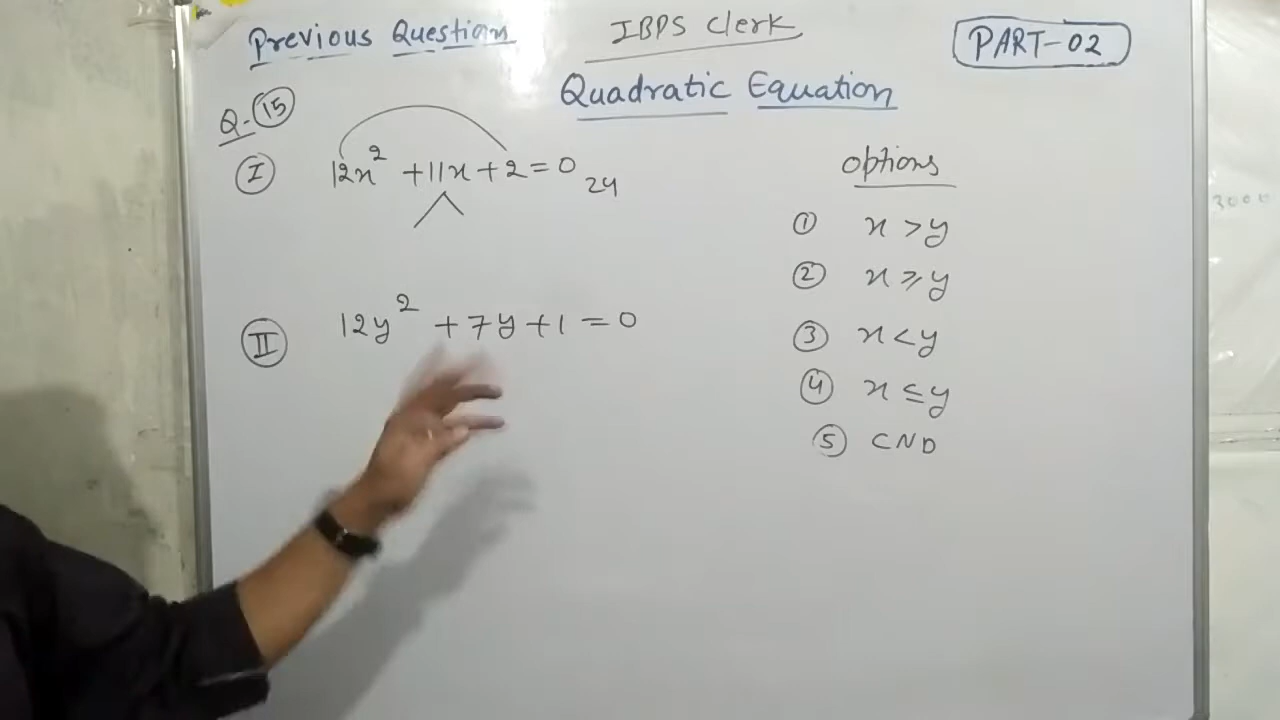 Previous Question IBPS Clerk PART-02
Quadratic Equation
Q. 15
I 12x² + 11x + 2 = 0 24
II 12y² + 7y + 1 = 0
options
1 x > y
2 x ⩾ y
3 x < y
4 x ≤ y
5 CND
3000